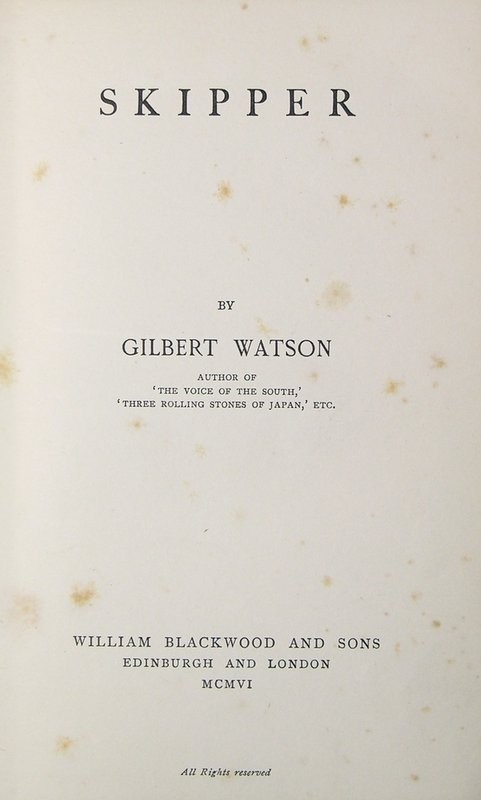 SKIPPER
BY
GILBERT WATSON
AUTHOR OF
'THE VOICE OF THE SOUTH,'
'THREE ROLLING STONES OF JAPAN,' ETC.
WILLIAM BLACKWOOD AND SONS
EDINBURGH AND LONDON
MCMVI
All Rights reserved